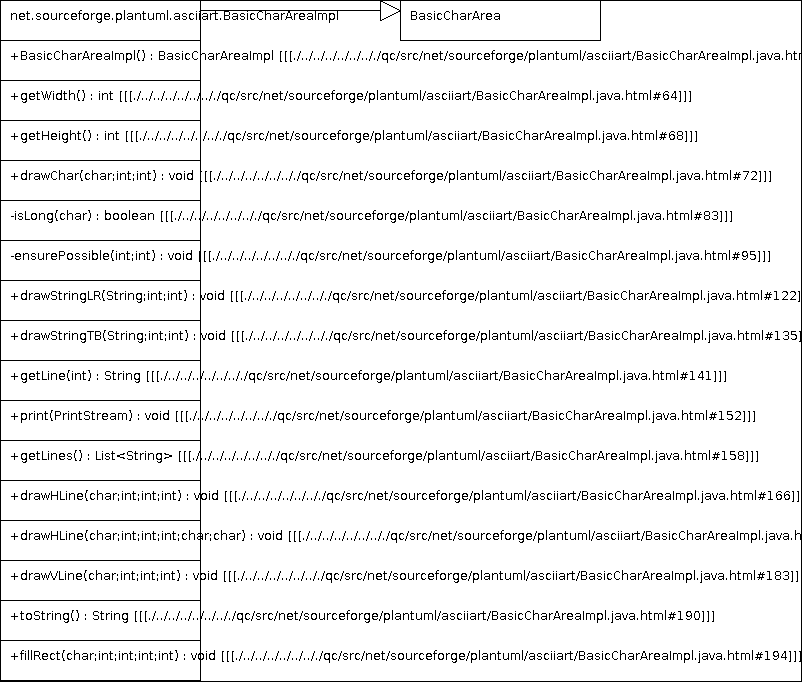 net.sourceforge.plantuml.asciiart.BasicCharAreaImpl
BasicCharArea
+BasicCharAreaImpl() : BasicCharAreaImpl [[[./../../../../../../qc/src/net/sourceforge/plantuml/asciiart/BasicCharAreaImpl.java.htm
+getWidth() : int [[[./../../../../../../qc/src/net/sourceforge/plantuml/asciiart/BasicCharAreaImpl.java.html#64]]]
+getHeight() : int [[[./../../../../../../qc/src/net/sourceforge/plantuml/asciiart/BasicCharAreaImpl.java.html#68]]]
+drawChar(char;int;int) : void [[[./../../../../../../qc/src/net/sourceforge/plantuml/asciiart/BasicCharAreaImpl.java.html#72]]]
-isLong(char) : boolean [[[./../../../../../../qc/src/net/sourceforge/plantuml/asciiart/BasicCharAreaImpl.java.html#83]]]
-ensurePossible(int;int) : void [[[./../../../../../../qc/src/net/sourceforge/plantuml/asciiart/BasicCharAreaImpl.java.html#95]]]
+drawStringLR(String;int;int) : void [[[./../../../../../../qc/src/net/sourceforge/plantuml/asciiart/BasicCharAreaImpl.java.html#122]
+drawStringTB(String;int;int) : void [[[./../../../../../../qc/src/net/sourceforge/plantuml/asciiart/BasicCharAreaImpl.java.html#135]
+getLine(int) : String [[[./../../../../../../qc/src/net/sourceforge/plantuml/asciiart/BasicCharAreaImpl.java.html#141]]]
+print(PrintStream) : void [[[./../../../../../../qc/src/net/sourceforge/plantuml/asciiart/BasicCharAreaImpl.java.html#152]]]
+getLines() : List<String> [[[./../../../../../../qc/src/net/sourceforge/plantuml/asciiart/BasicCharAreaImpl.java.html#158]]]
+drawHLine(char;int;int;int) : void [[[./../../../../../../qc/src/net/sourceforge/plantuml/asciiart/BasicCharAreaImpl.java.html#166]]
+drawHLine(char;int;int;int;char;char) : void [[[./../../../../../../qc/src/net/sourceforge/plantuml/asciiart/BasicCharAreaImpl.java.h
+drawVLine(char;int;int;int) : void [[[./../../../../../../qc/src/net/sourceforge/plantuml/asciiart/BasicCharAreaImpl.java.html#183]]
+toString() : String [[[./../../../../../../qc/src/net/sourceforge/plantuml/asciiart/BasicCharAreaImpl.java.html#190]]]
+fillRect(char;int;int;int;int) : void [[[./../../../../../../qc/src/net/sourceforge/plantuml/asciiart/BasicCharAreaImpl.java.html#194]]]